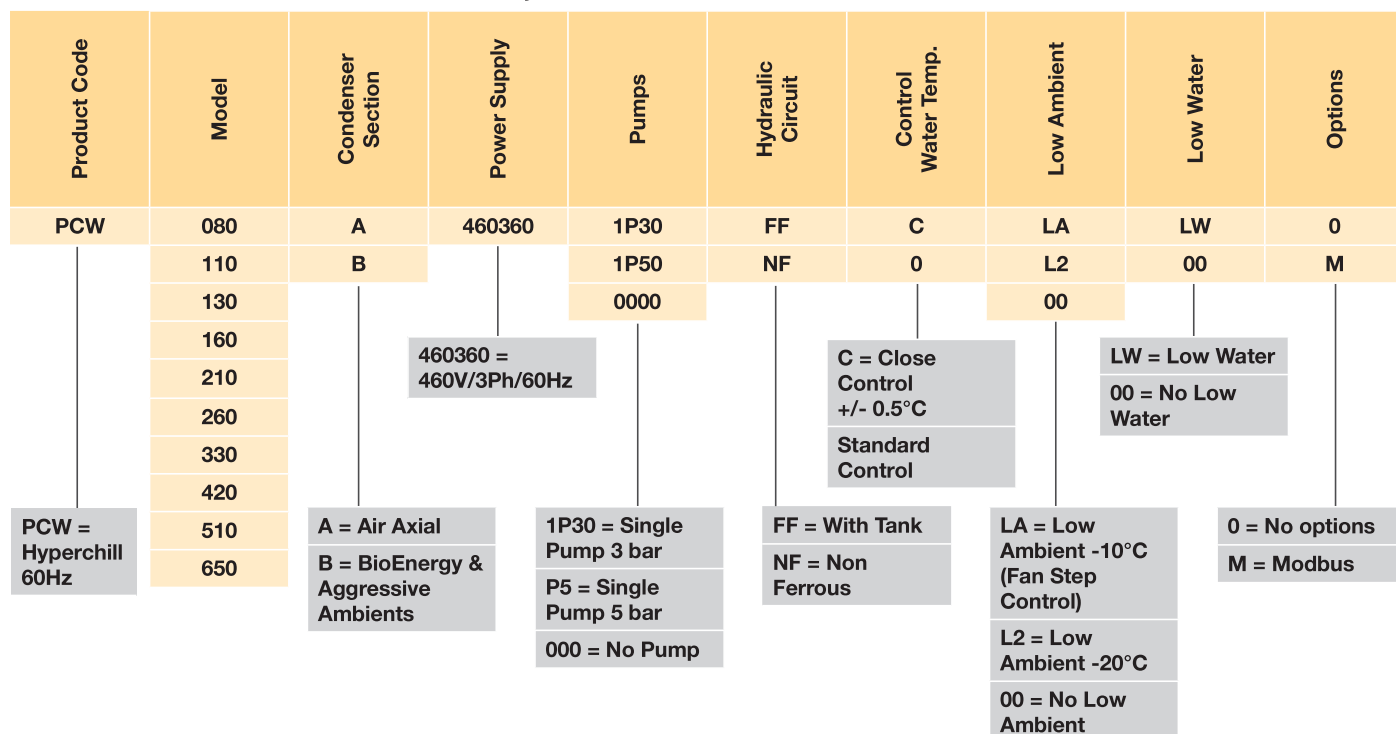 Product Code
Model
Condenser
Section
Power Supply
Pumps
Hydraulic
Circuit
Control
Water Temp.
Low Ambient
Low Water
Options
PCW
080
A
460360
1P30
FF
C
LA
LW
0
110
B
1P50
NF
0
L2
00
M
130
0000
00
160
210
260
330
420
510
650
460360 =
460V/3Ph/60Hz
C = Close
Control
+/- 0.5°C
Standard
Control
LW = Low Water
00 = No Low
Water
PCW =
Hyperchill
60Hz
A = Air Axial
B = BioEnergy &
Aggressive
Ambients
1P30 = Single
Pump 3 bar
P5 = Single
Pump 5 bar
000 = No Pump
FF = With Tank
NF = Non
Ferrous
LA = Low
Ambient -10°C
(Fan Step
Control)
L2 = Low
Ambient -20°C
00 = No Low
Ambient
0 = No options
M = Modbus